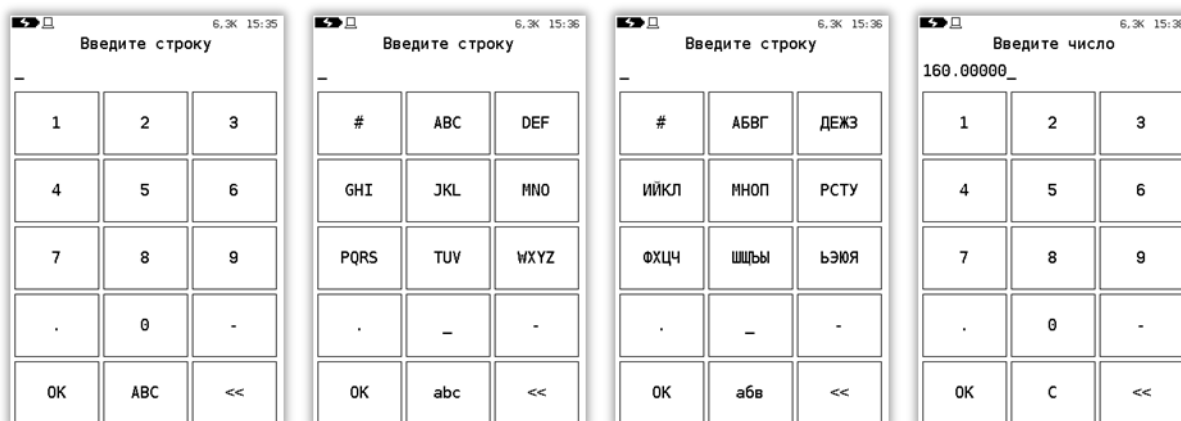 6,3K 15:35
Введите строку
_
1 2 3
4 5 6
7 8 9
. 0 -
OK ABC <<
6,3K 15:36
Введите строку
_
# ABC DEF
GHI JKL MNO
PQRS TUV WXYZ
. _ -
OK abc <<
6,3K 15:36
Введите строку
_
# АБВГ ДЕЖЗ
ИЙКЛ МНОП РСТУ
ФХЦЧ ШЩЪЫ ЬЭЮЯ
. _ -
OK абв <<
6,3K 15:38
Введите число
160.00000_
1 2 3
4 5 6
7 8 9
. 0 -
OK C <<